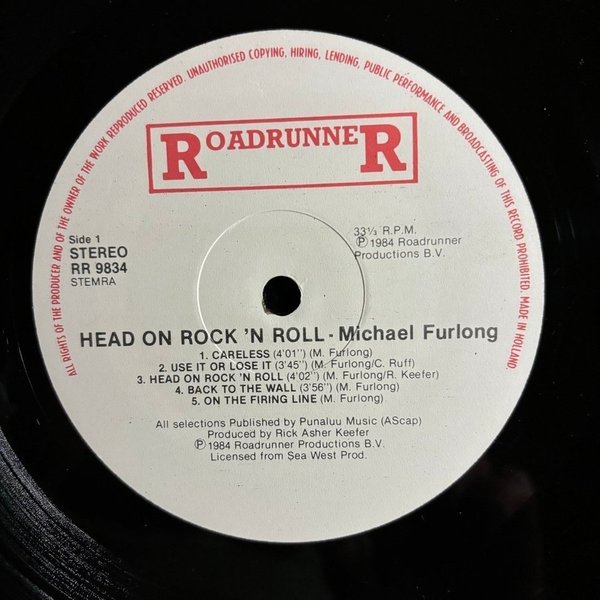 ALL RIGHTS OF THE PRODUCER AND OF THE OWNER OF THE WORK REPRODUCED RESERVED. UNAUTHORISED COPYING, HIRING, LENDING, PUBLIC PERFORMANCE AND BROADCASTING OF THIS RECORD PROHIBITED. MADE IN HOLLAND.
ROADRUNNER
Side 1
STEREO
RR 9834
STEMRA
33⅓ R.P.M.
Ⓟ 1984 Roadrunner
Productions B.V.
HEAD ON ROCK 'N ROLL - Michael Furlong
1. CARELESS (4'01'') (M. Furlong)
2. USE IT OR LOSE IT (3'45'') (M. Furlong/C. Ruff)
3. HEAD ON ROCK 'N ROLL (4'02'') (M. Furlong/R. Keefer)
4. BACK TO THE WALL (3'56'') (M. Furlong)
5. ON THE FIRING LINE (M. Furlong)
All selections Published by Punaluu Music (AScap)
Produced by Rick Asher Keefer
Ⓟ 1984 Roadrunner Productions B.V.
Licensed from Sea West Prod.